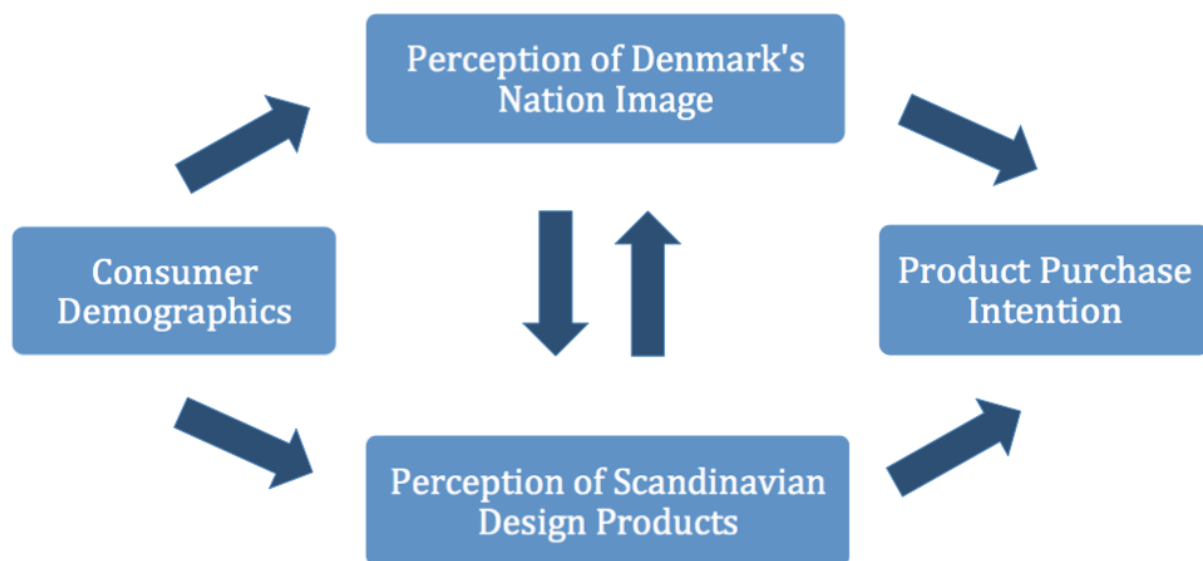 Perception of Denmark's
Nation Image
Consumer
Demographics
Product Purchase
Intention
Perception of Scandinavian
Design Products